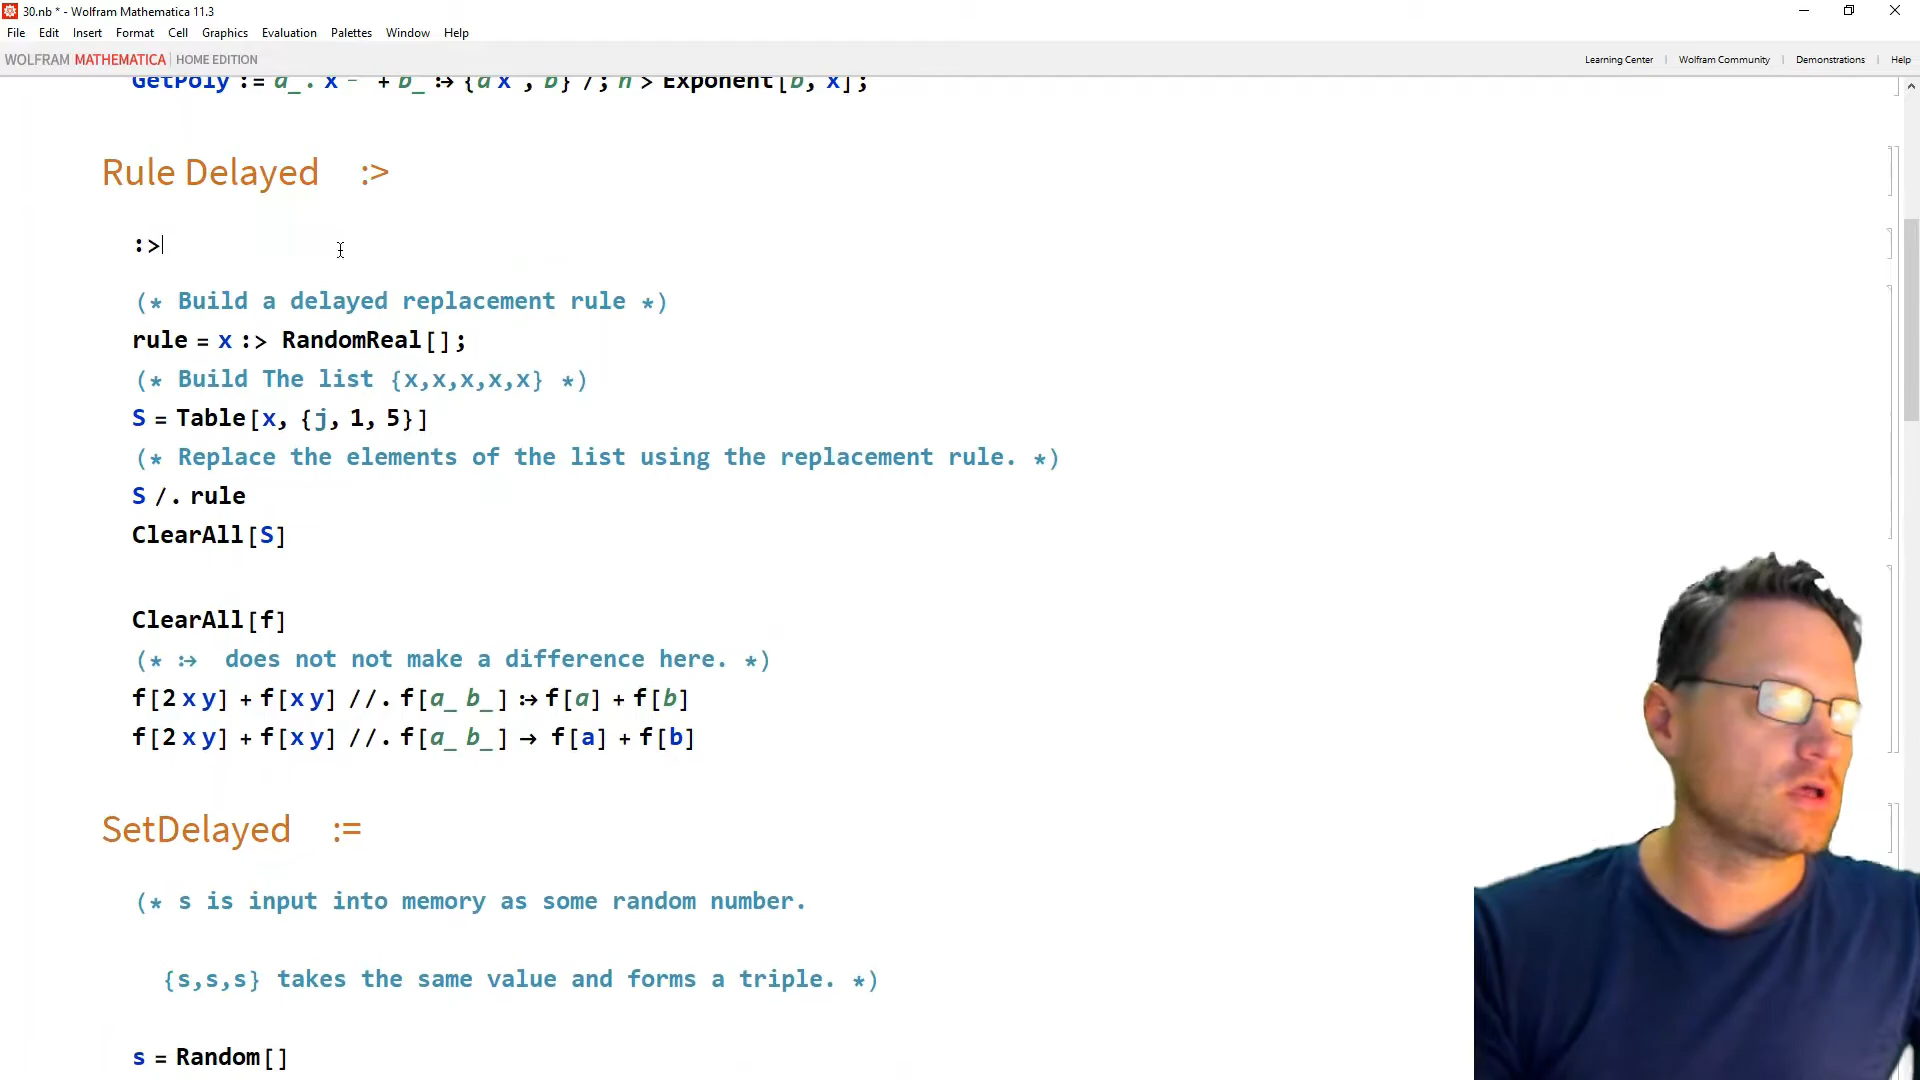 30.nb * - Wolfram Mathematica 11.3
File Edit Insert Format Cell Graphics Evaluation Palettes Window Help
WOLFRAM MATHEMATICA | HOME EDITION
Learning Center | Wolfram Community | Demonstrations | Help
GetPoly := a_. x + b_ :→ {a x , b} /; n > Exponent[b, x];
Rule Delayed :>
:>
(* Build a delayed replacement rule *)
rule = x :> RandomReal[];
(* Build The list {x,x,x,x,x} *)
S = Table[x, {j, 1, 5}]
(* Replace the elements of the list using the replacement rule. *)
S /. rule
ClearAll[S]
ClearAll[f]
(* :→ does not not make a difference here. *)
f[2 x y] + f[x y] //. f[a_ b_] :→ f[a] + f[b]
f[2 x y] + f[x y] //. f[a_ b_] → f[a] + f[b]
SetDelayed :=
(* s is input into memory as some random number.
{s,s,s} takes the same value and forms a triple. *)
s = Random[]